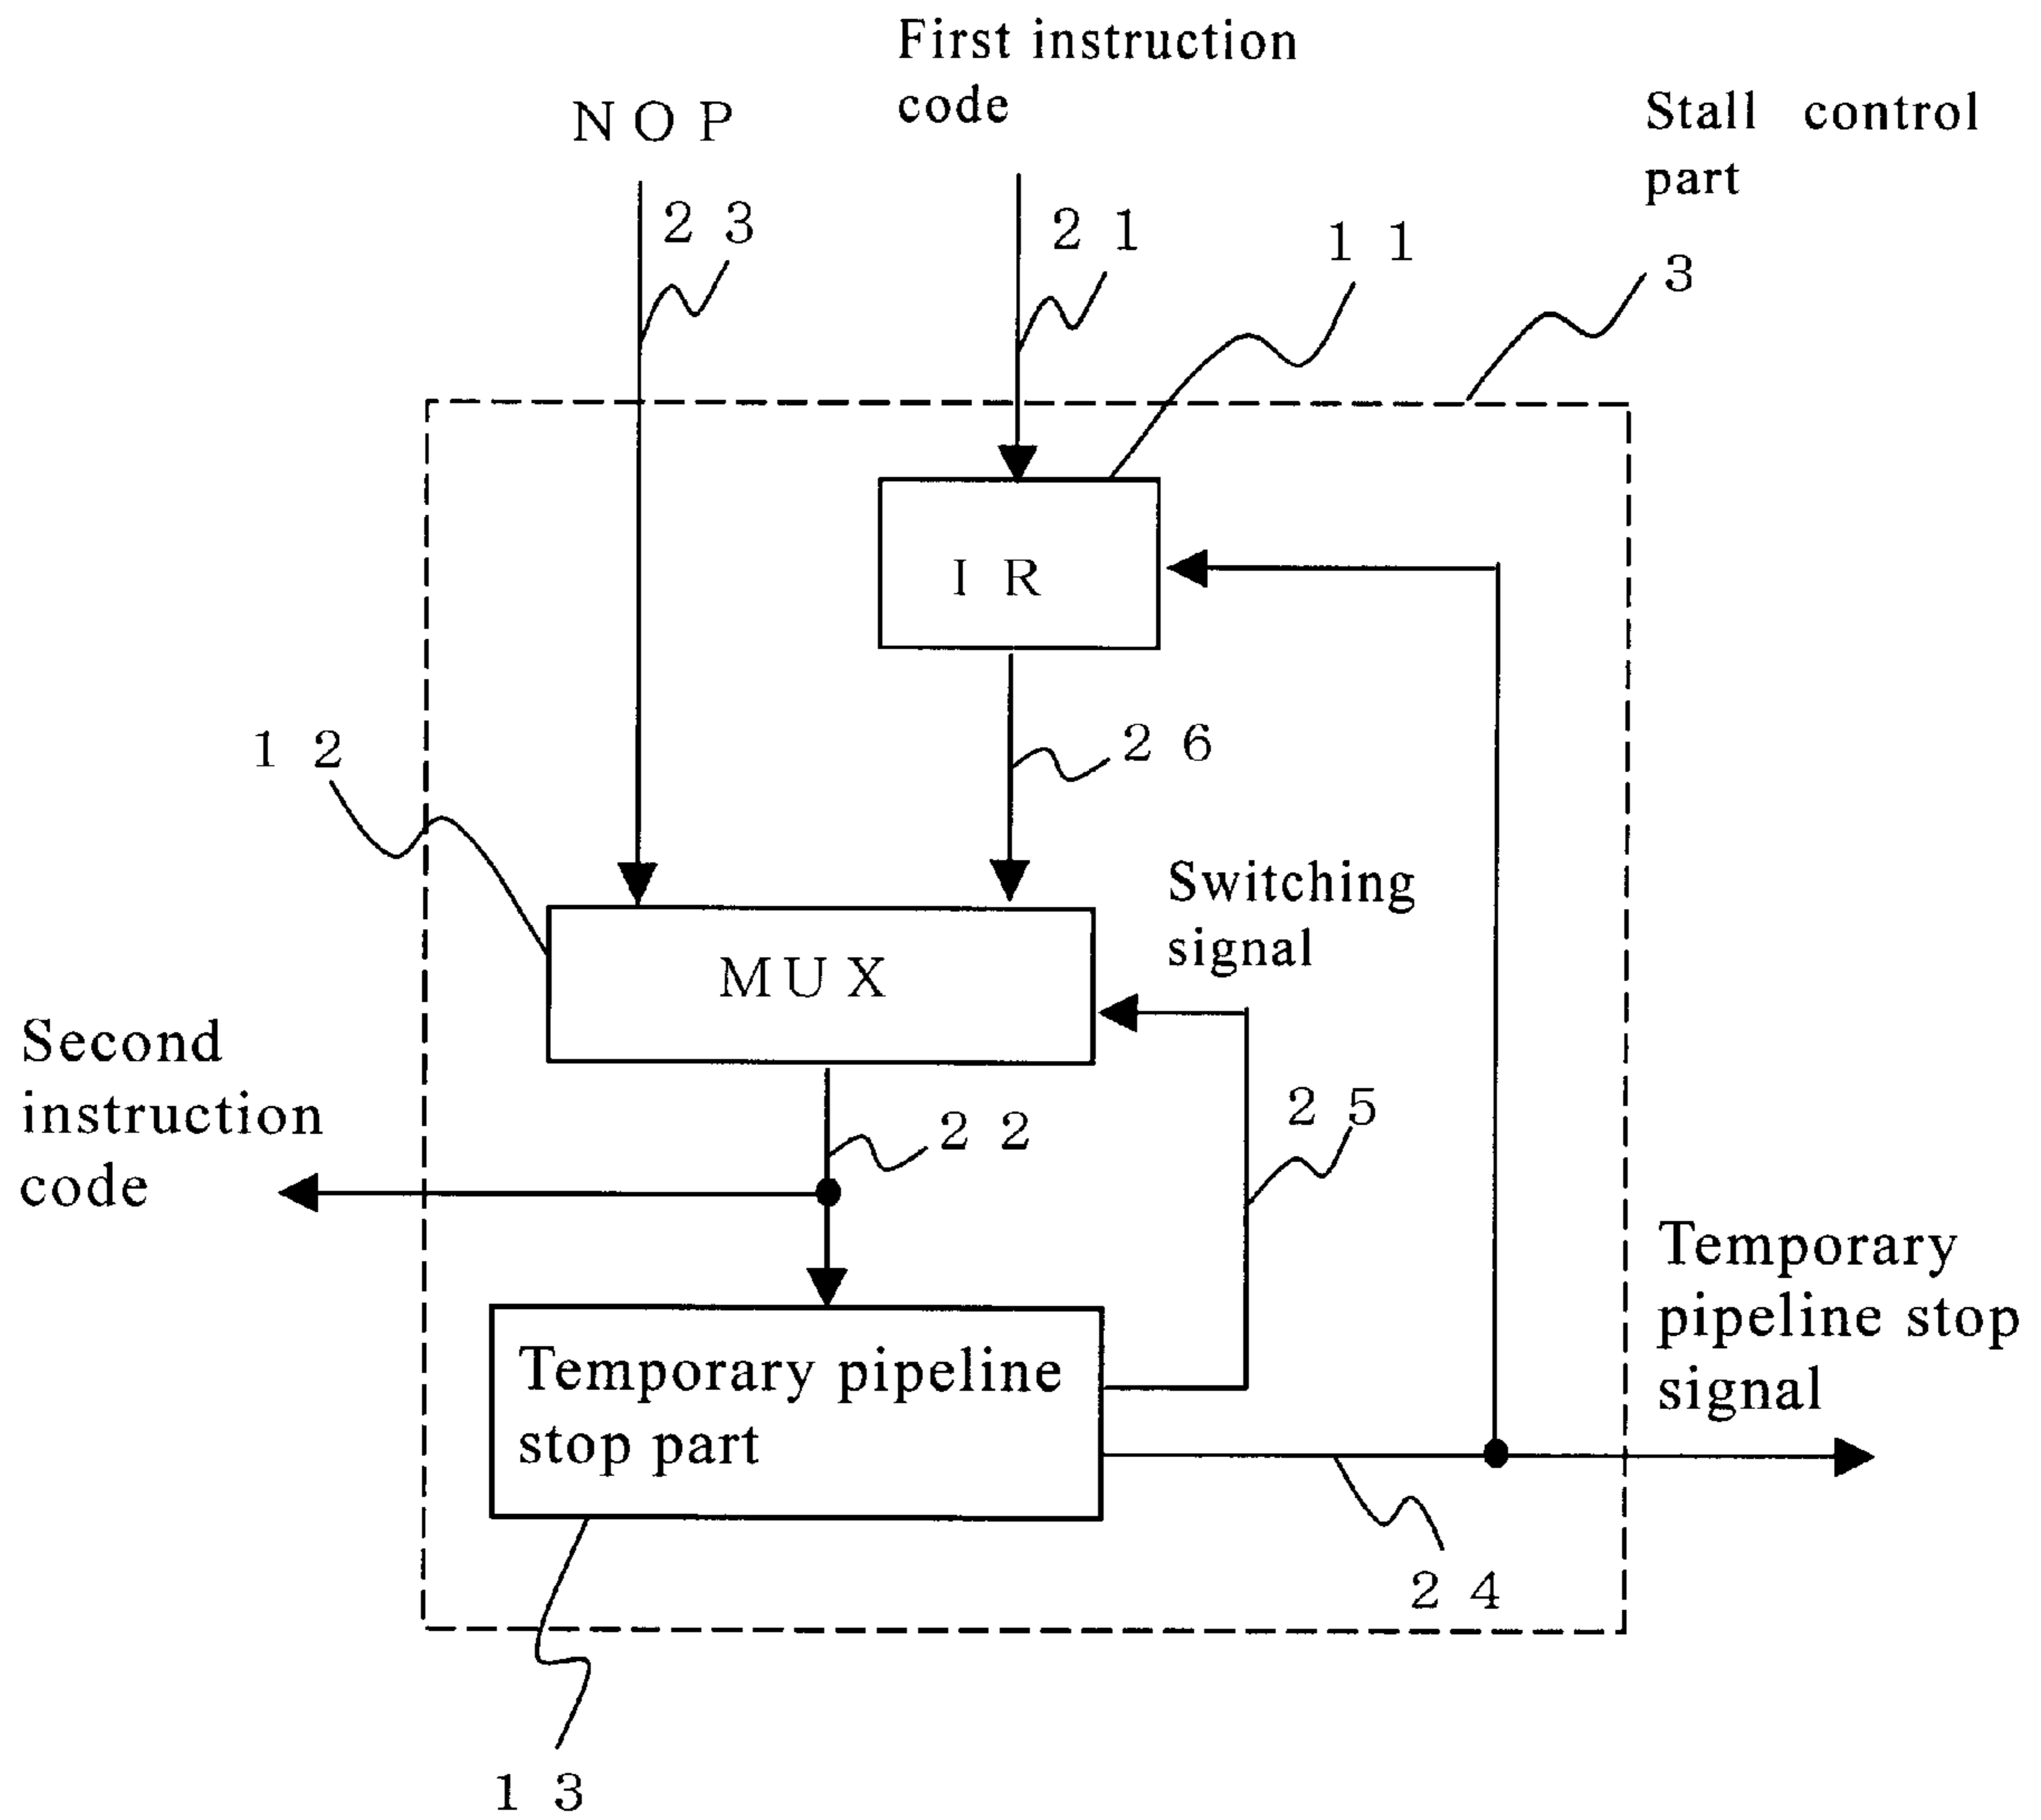 First instruction
code
N O P
Stall control
part
2 3
2 1
1 1
3
I R
1 2
2 6
Switching
signal
M U X
Second
instruction
code
2 2
2 5
Temporary
pipeline stop
signal
Temporary pipeline
stop part
2 4
1 3